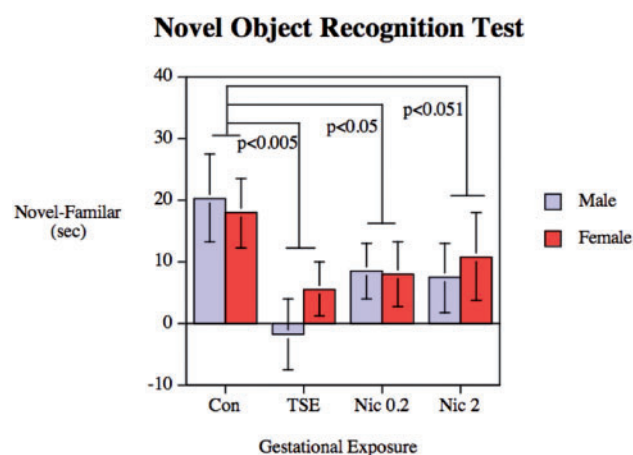 Novel Object Recognition Test
40
30
20
10
0
-10
Novel-Familar
(sec)
p<0.005
p<0.05
p<0.051
Male
Female
Con TSE Nic 0.2 Nic 2
Gestational Exposure